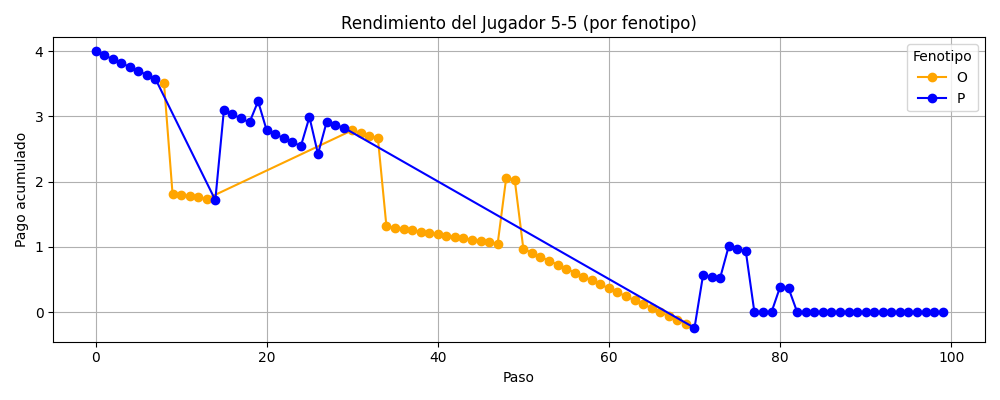 Rendimiento del Jugador 5-5 (por fenotipo)
Pago acumulado
4
3
2
1
0
Fenotipo
O
P
0 20 40 60 80 100
Paso